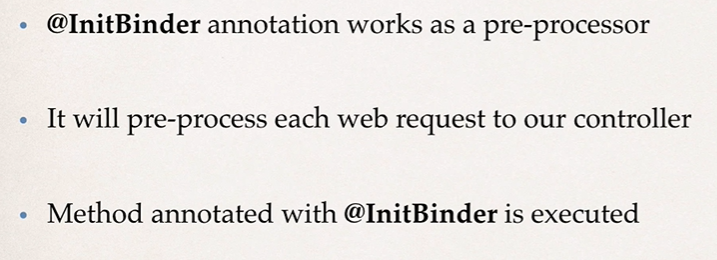 • @InitBinder annotation works as a pre-processor
• It will pre-process each web request to our controller
• Method annotated with @InitBinder is executed